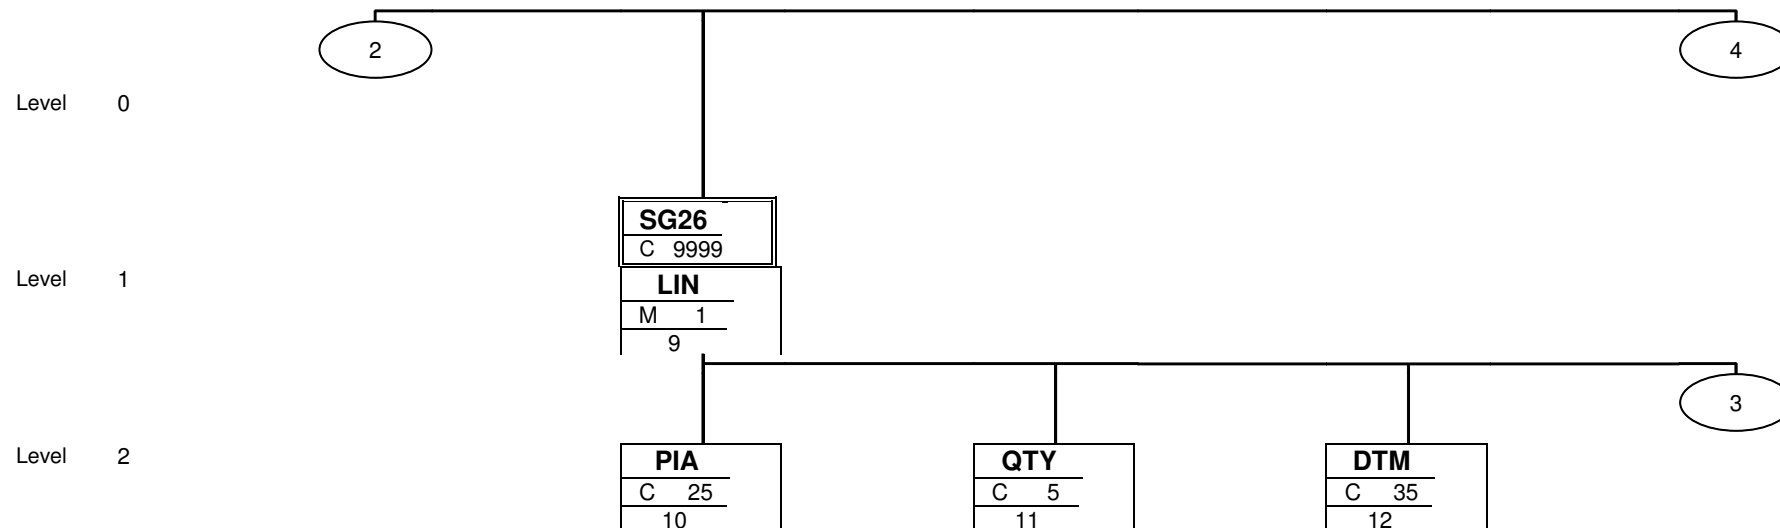 2
4
Level 0
SG26
C 9999
Level 1
LIN
M 1
9
3
Level 2
PIA
C 25
10
QTY
C 5
11
DTM
C 35
12